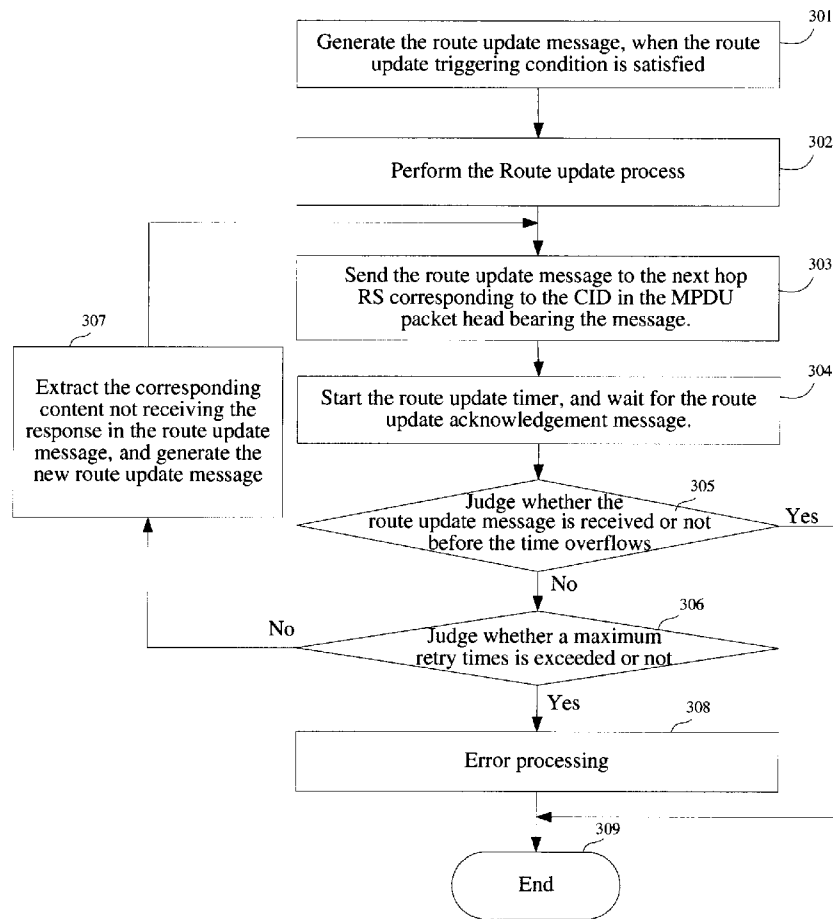 301
Generate the route update message, when the route
update triggering condition is satisfied
302
Perform the Route update process
303
Send the route update message to the next hop
RS corresponding to the CID in the MPDU
packet head bearing the message.
307
Extract the corresponding
content not receiving the
response in the route update
message, and generate the
new route update message
304
Start the route update timer, and wait for the route
update acknowledgement message.
305
Judge whether the
route update message is received or not
before the time overflows
Yes
No
306
No
Judge whether a maximum
retry times is exceeded or not
Yes
308
Error processing
309
End